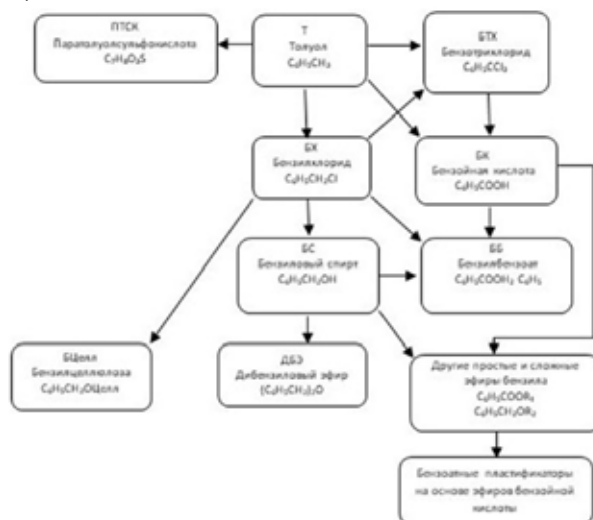 ПТСК
Паратолуолсульфокислота
C₇H₈O₃S
Т
Толуол
C₆H₅CH₃
БТХ
Бензотрихлорид
C₆H₅CCl₃
БХ
Бензилхлорид
C₆H₅CH₂Cl
БК
Бензойная кислота
C₆H₅COOH
БС
Бензиловый спирт
C₆H₅CH₂OH
ББ
Бензилбензоат
C₆H₅COOH₂ C₆H₅
БЦелл
Бензилцеллюлоза
C₆H₅CH₂OЦелл
ДБЭ
Дибензиловый эфир
(C₆H₅CH₂)₂O
Другие простые и сложные
эфиры бензила
C₆H₅COOR₁
C₆H₅CH₂OR₂
Бензоатные пластификаторы
на основе эфиров бензойной
кислоты